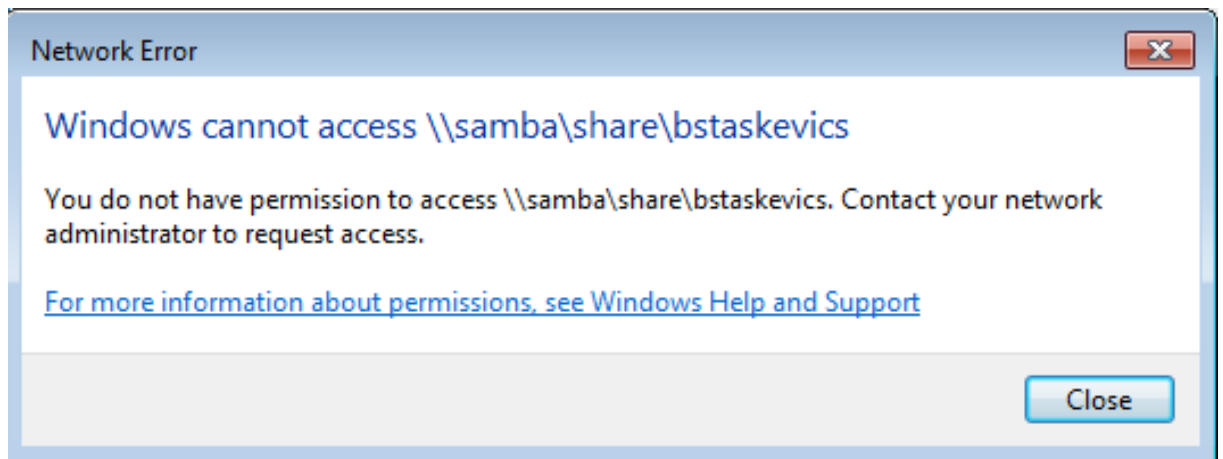 Network Error
Windows cannot access \\samba\share\bstaskevics
You do not have permission to access \\samba\share\bstaskevics. Contact your network
administrator to request access.
For more information about permissions, see Windows Help and Support
Close